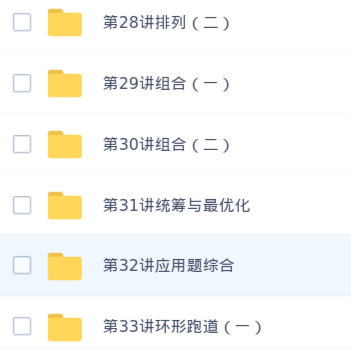 第28讲排列（二）
第29讲组合（一）
第30讲组合（二）
第31讲统筹与最优化
第32讲应用题综合
第33讲环形跑道（一）